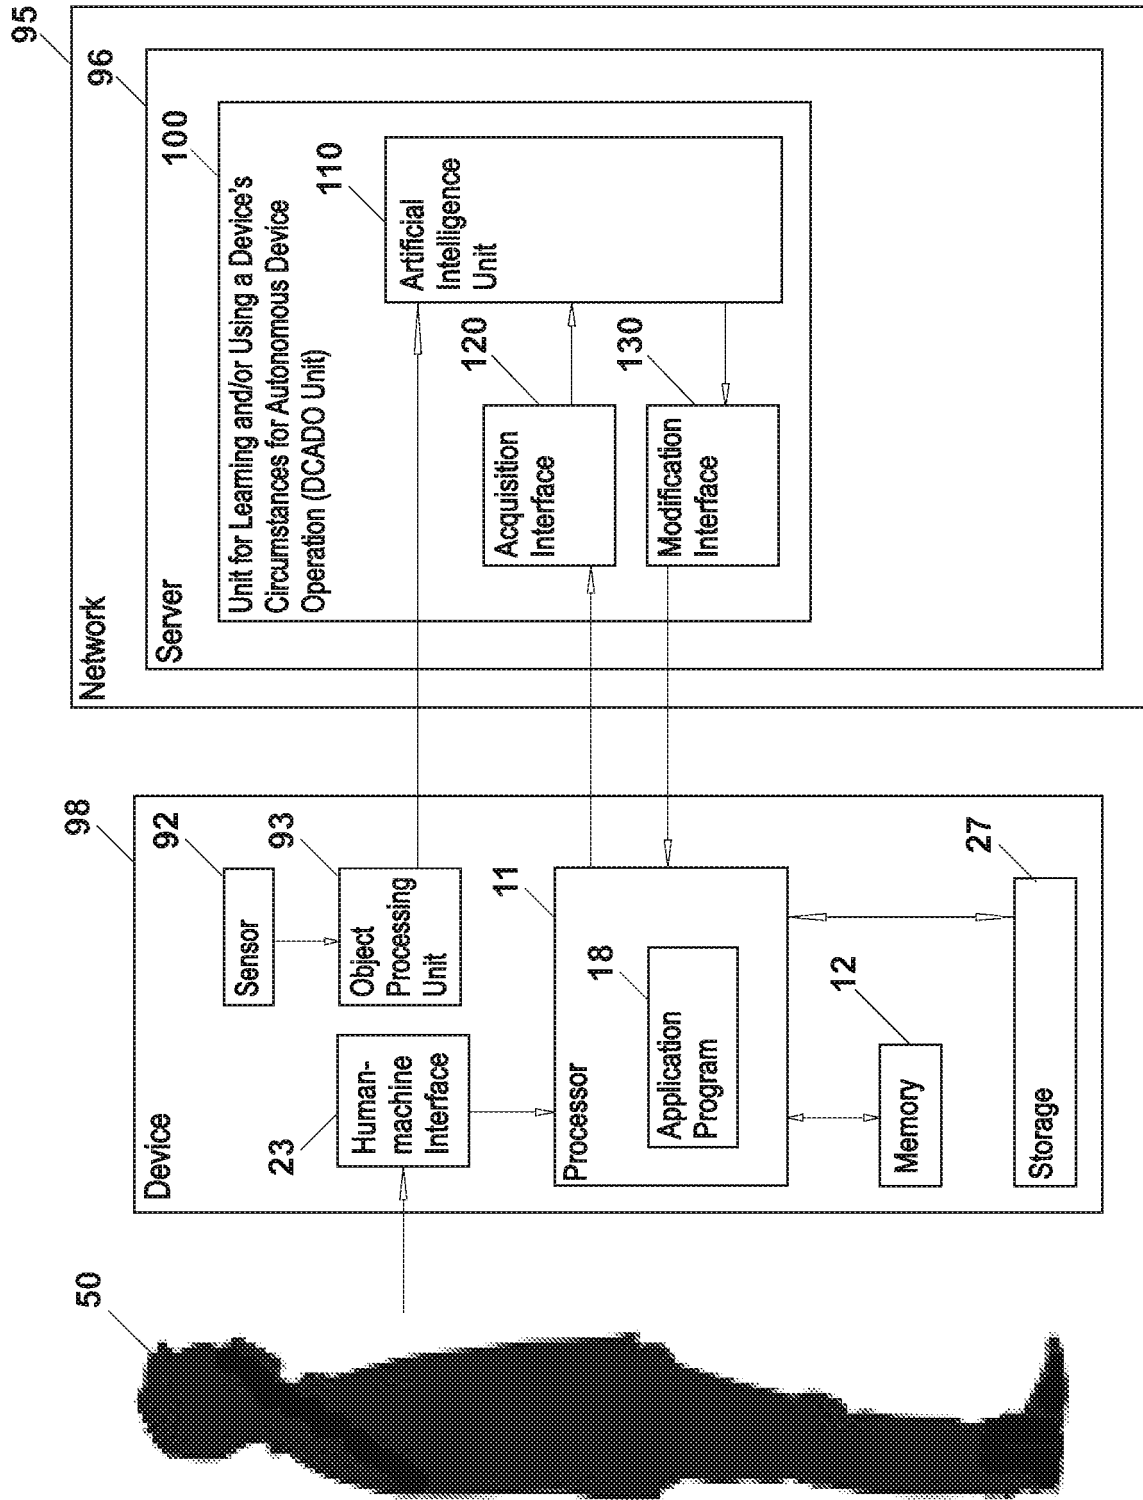 50
98
Device
23
Human-
machine
Interface
Sensor
92
Object
Processing
Unit
93
Processor
11
Application
Program
18
Memory
12
Storage
27
95
Network
96
Server
100
Unit for Learning and/or Using a Device's
Circumstances for Autonomous Device
Operation (DCADO Unit)
110
Artificial
Intelligence
Unit
120
Acquisition
Interface
130
Modification
Interface